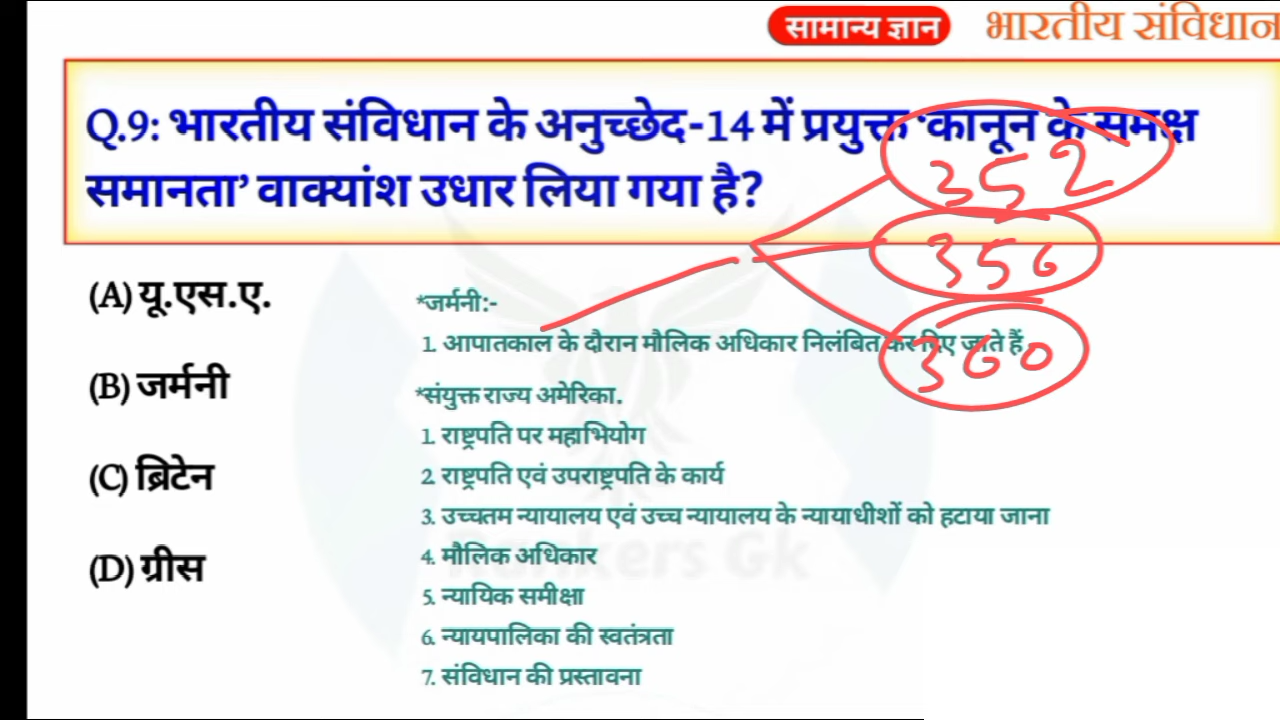 सामान्य ज्ञान
भारतीय संविधान
Q.9: भारतीय संविधान के अनुच्छेद-14 में प्रयुक्त 'कानून के समक्ष
समानता' वाक्यांश उधार लिया गया है?
352
356
360
(A) यू.एस.ए.
(B) जर्मनी
(C) ब्रिटेन
(D) ग्रीस
*जर्मनी:-
1. आपातकाल के दौरान मौलिक अधिकार निलंबित कर दिए जाते हैं
*संयुक्त राज्य अमेरिका.
1. राष्ट्रपति पर महाभियोग
2. राष्ट्रपति एवं उपराष्ट्रपति के कार्य
3. उच्चतम न्यायालय एवं उच्च न्यायालय के न्यायाधीशों को हटाया जाना
4. मौलिक अधिकार
5. न्यायिक समीक्षा
6. न्यायपालिका की स्वतंत्रता
7. संविधान की प्रस्तावना
Rankers Gk